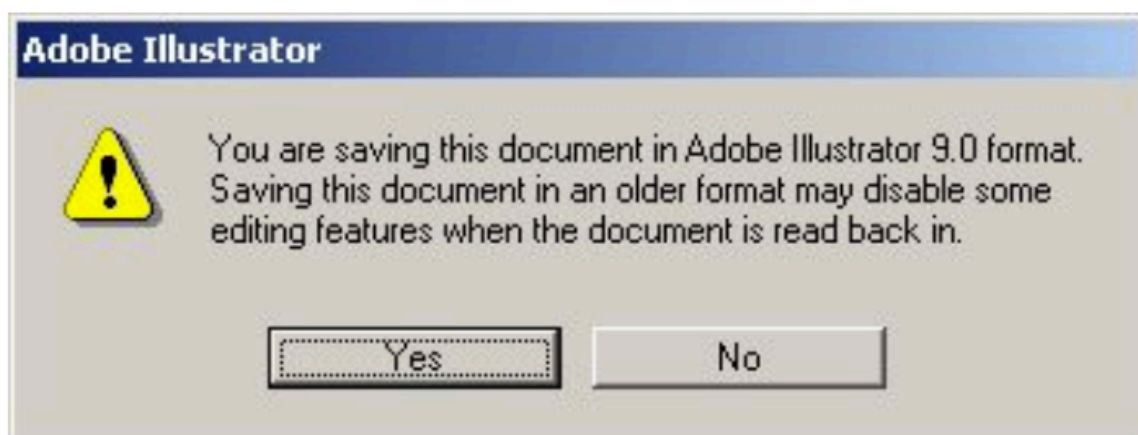 Adobe Illustrator
You are saving this document in Adobe Illustrator 9.0 format.
Saving this document in an older format may disable some
editing features when the document is read back in.
Yes
No